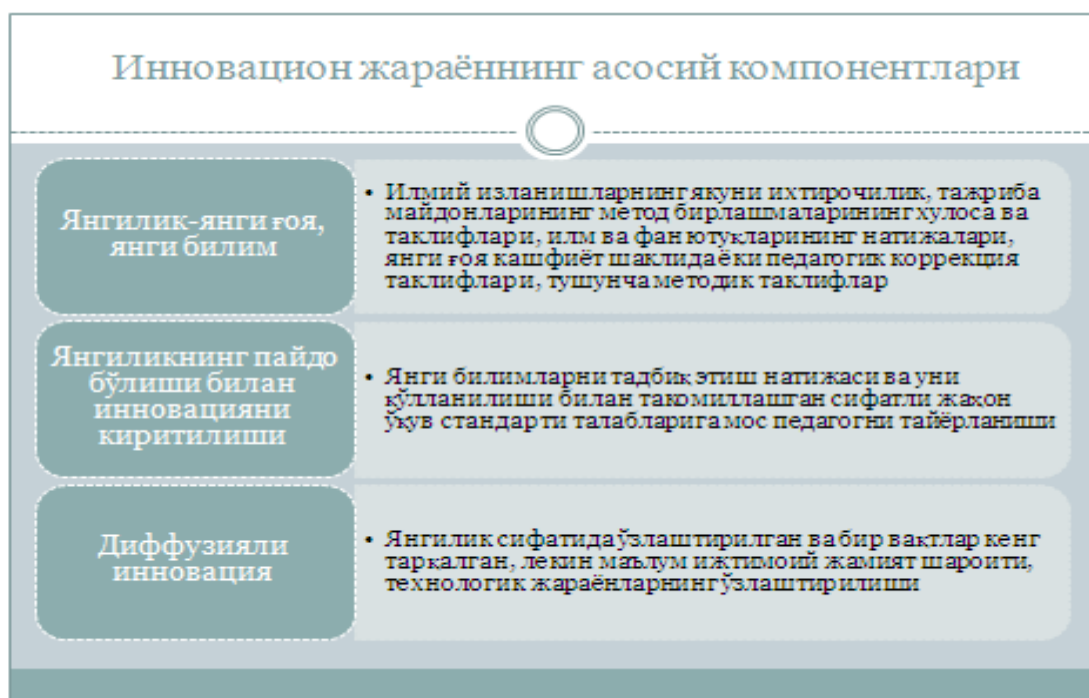 Инновацион жараённинг асосий компонентлари
Янгилик-янги ғоя,
янги билим
• Илмий изланишларнинг якуни ихтирочилик, тажриба
майдонларининг метод бирлашмаларининг хулоса ва
таклифлари, илм ва фан ютуқларининг натижалари,
янги ғоя кашфиёт шаклида ёки педагогик коррекция
таклифлари, тушунча методик таклифлар
Янгиликнинг пайдо
бўлиши билан
инновацияни
киритилиши
• Янги билимларни тадбиқ этиш натижаси ва уни
қўлланилиши билан такомиллашган сифатли жаҳон
ўқув стандарти талабларига мос педагогни тайёрланиши
Диффузияли
инновация
• Янгилик сифатида ўзлаштирилган ва бир вақтлар кенг
тарқалган, лекин маълум ижтимоий жамият шароити,
технологик жараёнларнинг ўзлаштирилиши